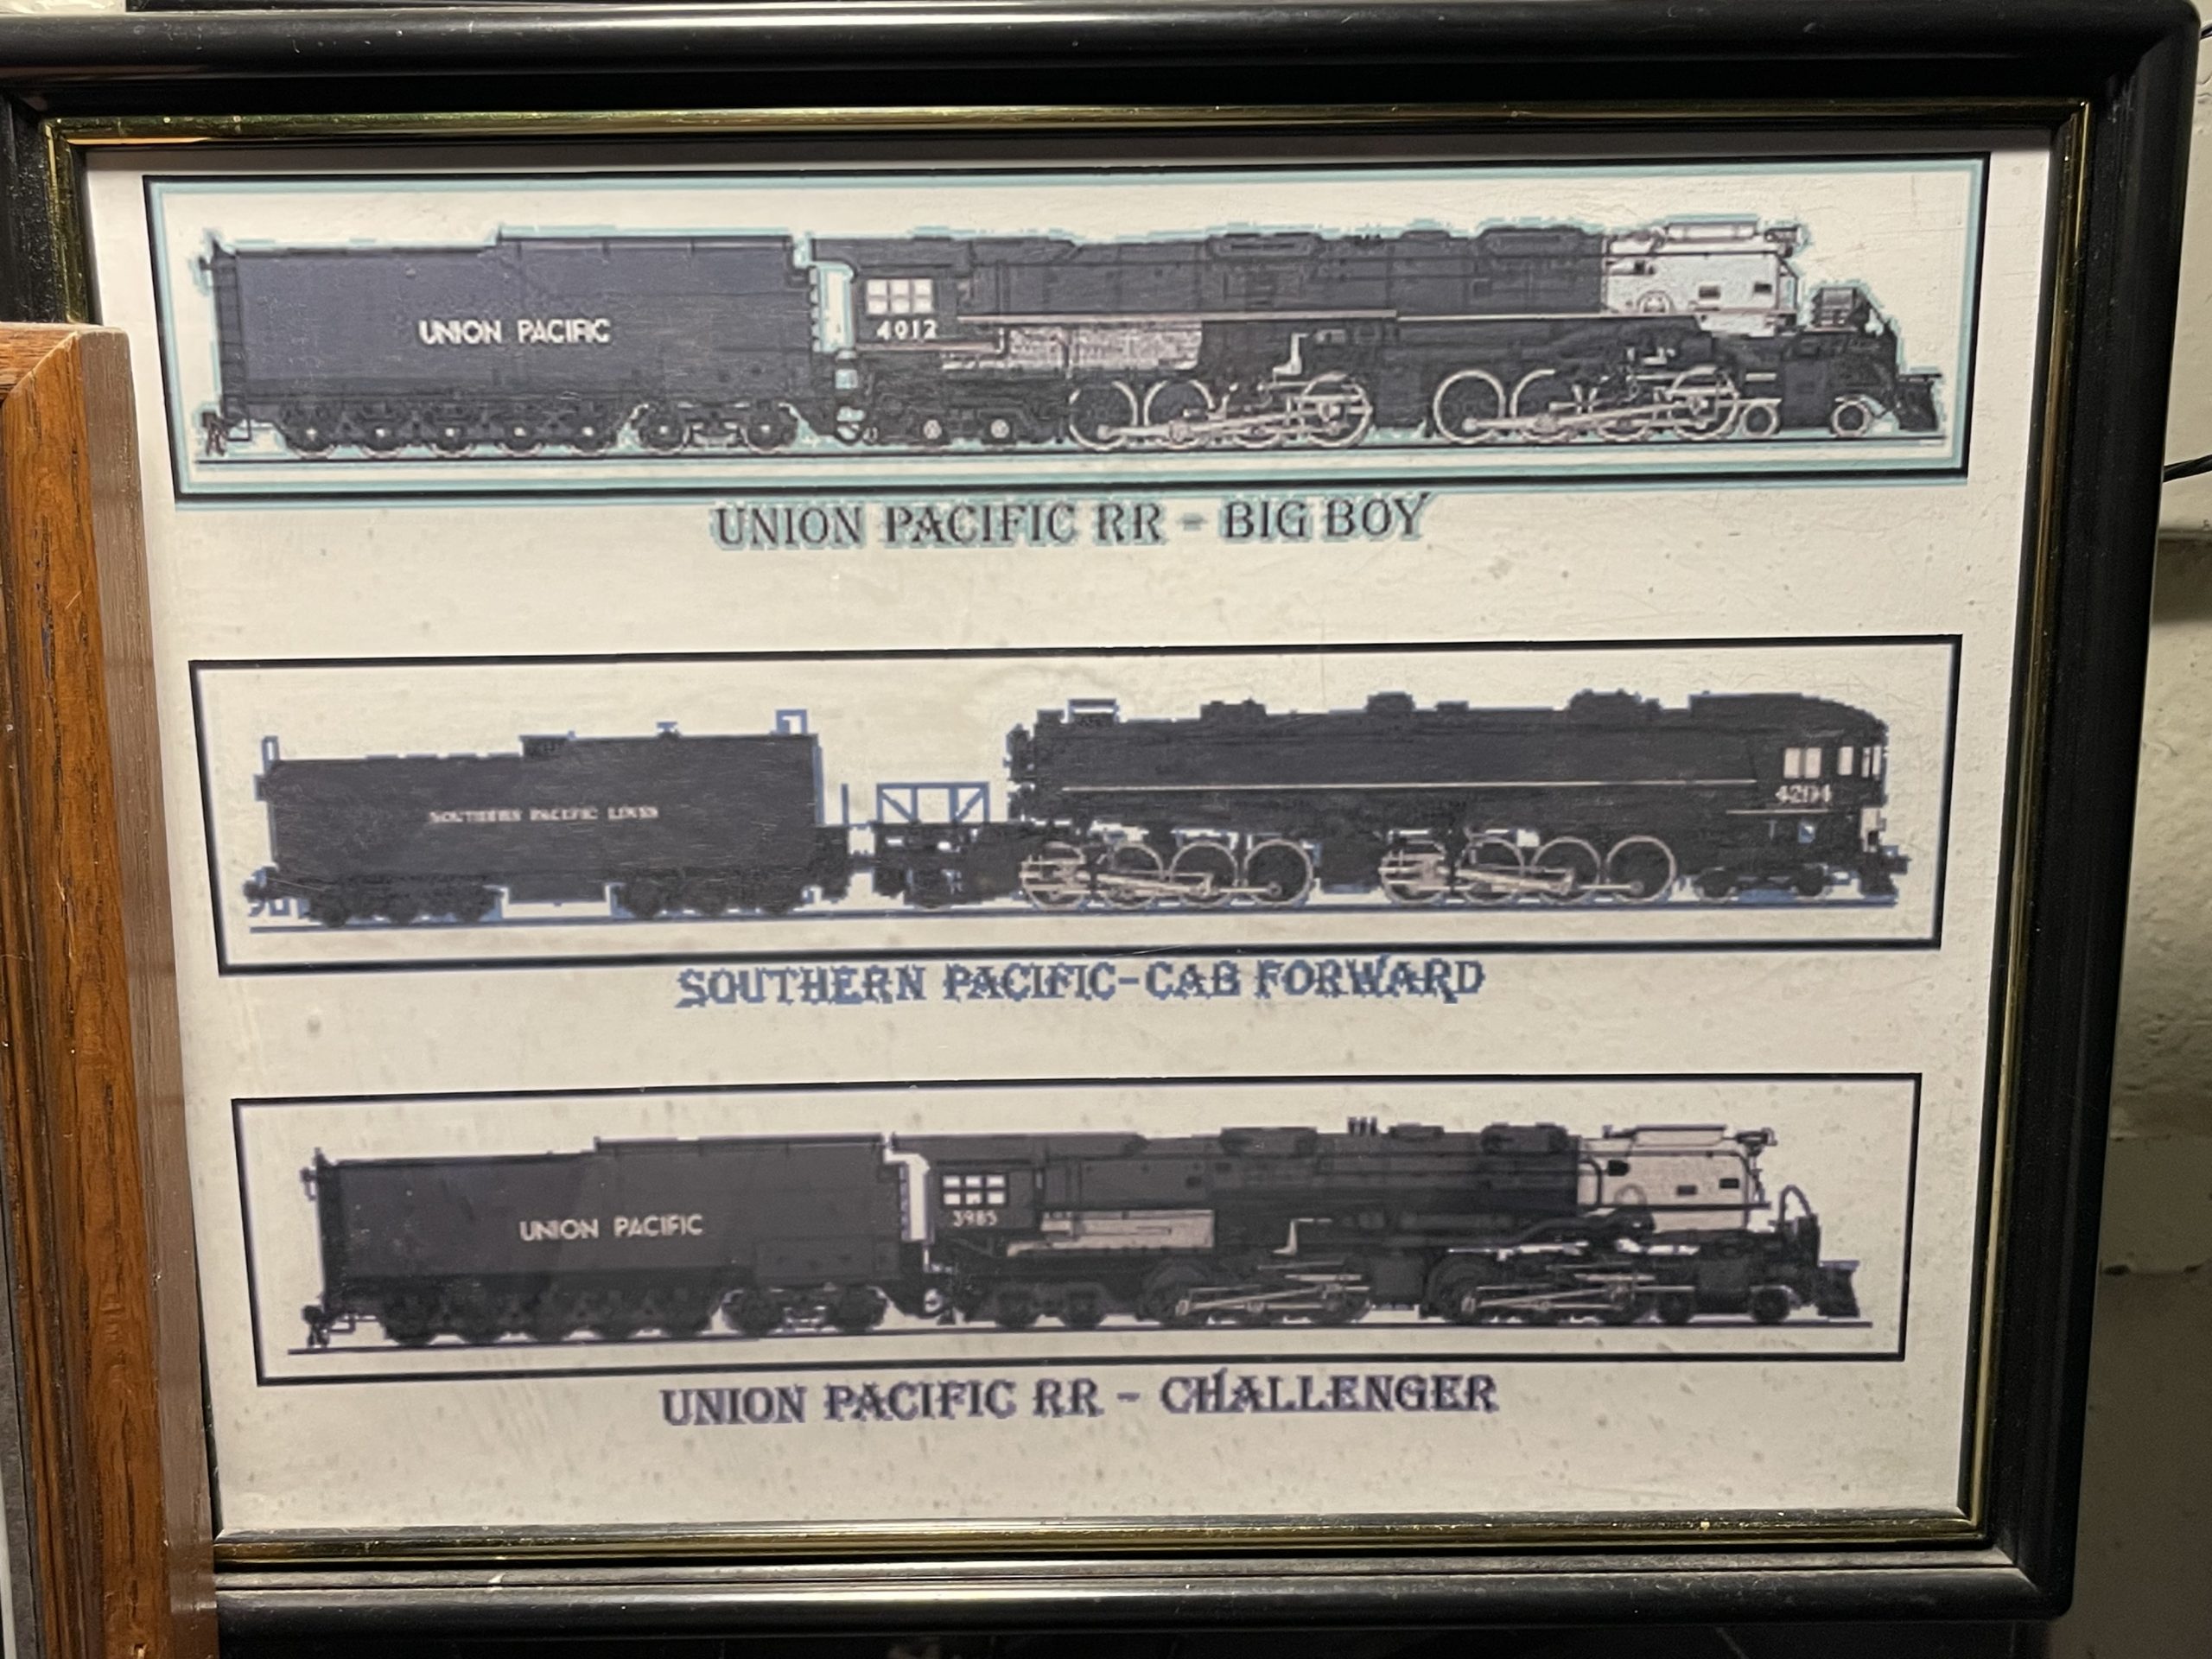 UNION PACIFIC
4012
UNION PACIFIC RR - BIG BOY
SOUTHERN PACIFIC LINES
4204
SOUTHERN PACIFIC-CAB FORWARD
UNION PACIFIC
3985
UNION PACIFIC RR - CHALLENGER